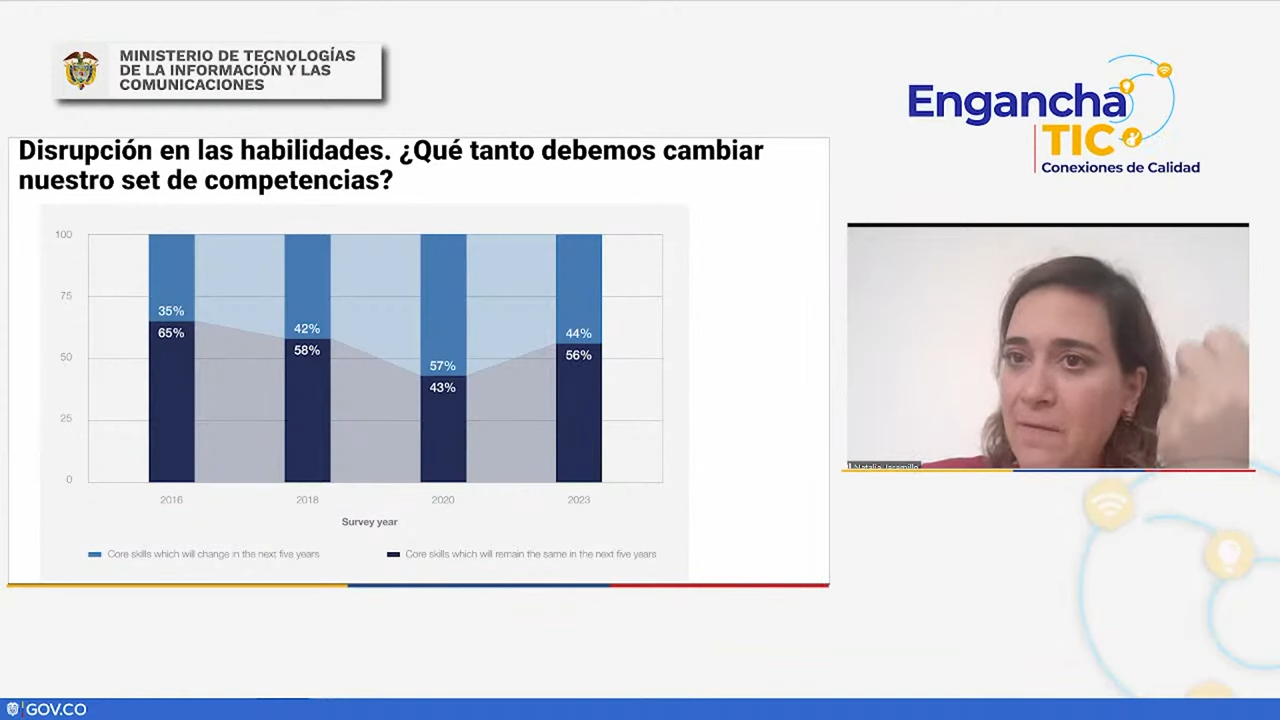 MINISTERIO DE TECNOLOGÍAS
DE LA INFORMACIÓN Y LAS
COMUNICACIONES
Engancha
TIC
Conexiones de Calidad
Disrupción en las habilidades. ¿Qué tanto debemos cambiar
nuestro set de competencias?
100
75
50
25
0
35%
65%
42%
58%
57%
43%
44%
56%
2016
2018
2020
2023
Survey year
Core skills which will change in the next five years
Core skills which will remain the same in the next five years
Natalia Jaramillo
GOV.CO